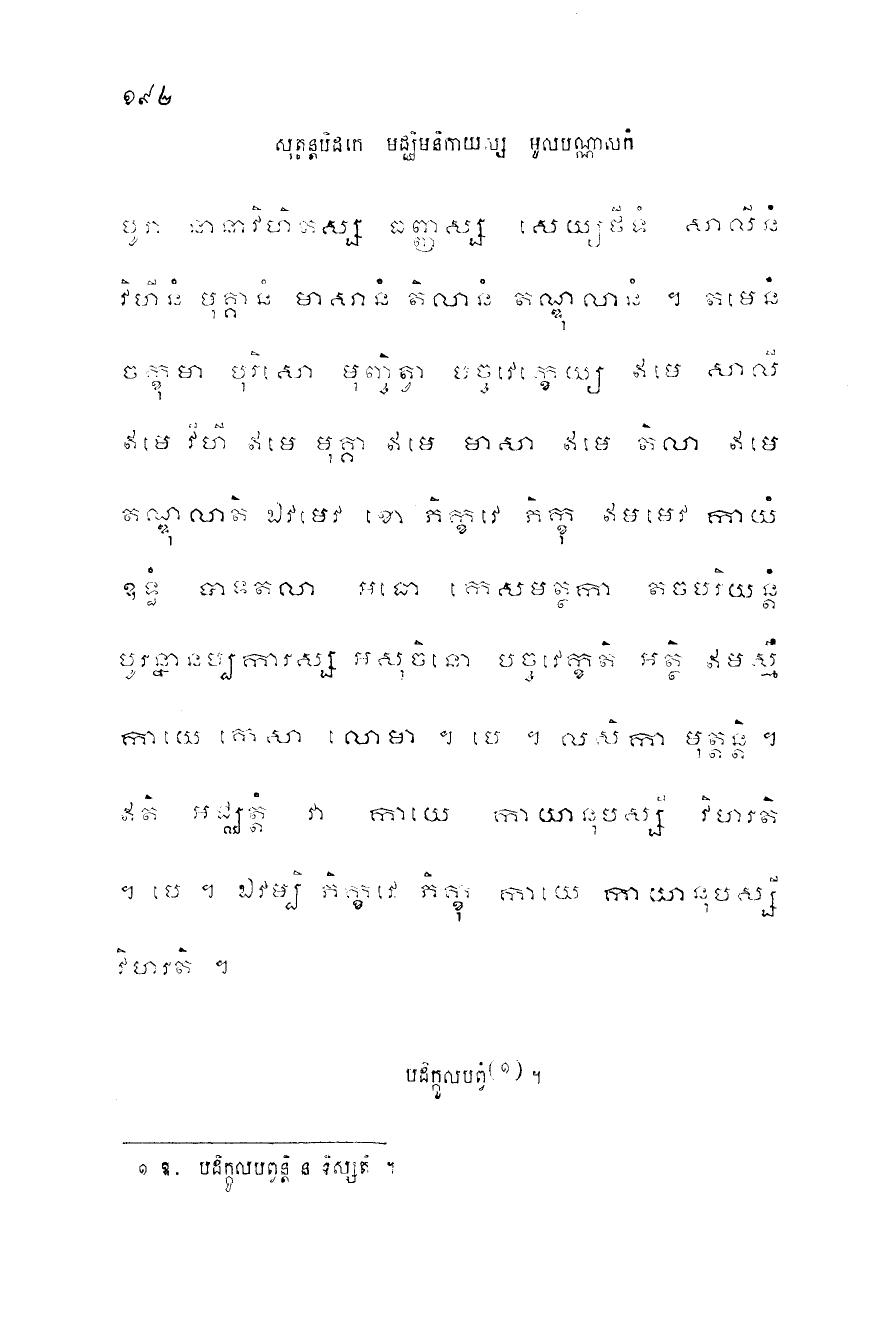 ១៩២
សុត្តន្តបិដកេ មជ្ឈិមនិកាយស្ស មូលបណ្ណាសកំ
បូរា នានាវិហិតស្ស ធញ្ញស្ស សេយ្យថីទំ សាលីនំ
វិហីនំ មុគ្គានំ មាសានំ តិលានំ តណ្ឌុលានំ ។ តមេនំ
ចក្ខុមា បុរិសោ មុញ្ចិត្វា បច្ចវេក្ខេយ្យ ឥមេ សាលី
ឥមេ វីហី ឥមេ មុគ្គា ឥមេ មាសា ឥមេ តិលា ឥមេ
តណ្ឌុលាតិ ឯវមេវ ខោ ភិក្ខវេ ភិក្ខុ ឥមមេវ កាយំ
ឧទ្ធំ បាទតលា អធោ កេសមត្ថកា តចបរិយន្តំ
បូរន្នានប្បការស្ស អសុចិនោ បច្ចវេក្ខតិ អត្ថិ ឥមស្មឹ
កាយេ កេសា លោមា ។ បេ ។ លសិកា មុត្តន្តិ ។
ឥតិ អជ្ឈត្តំ វា កាយេ កាយានុបស្សី វិហរតិ
។ បេ ។ ឯវម្បិ ភិក្ខវេ ភិក្ខុ កាយេ កាយានុបស្សី
វិហរតិ ។
បដិក្កូលបព្វំ(១) ។
១ ឱ. បដិក្កូលបព្វន្តិ ន ទិស្សតិ ។